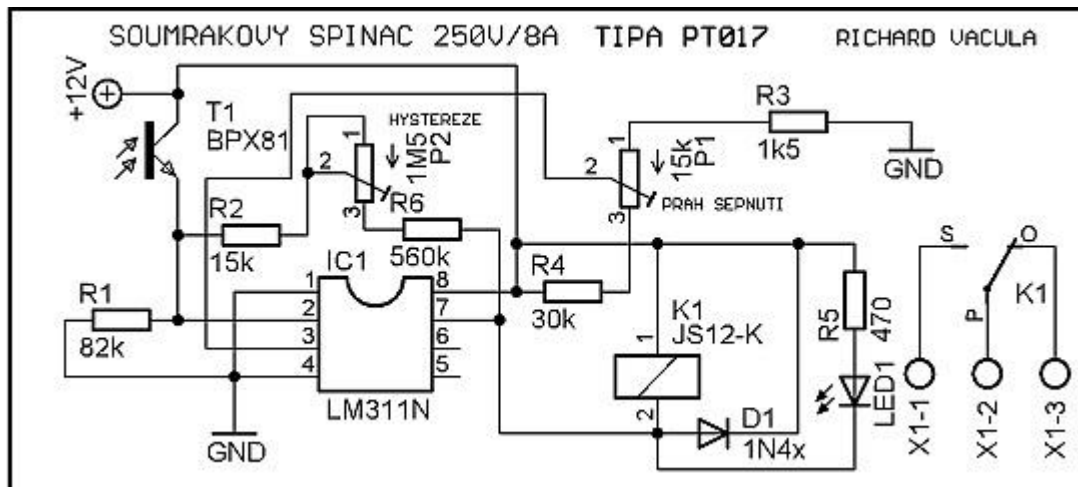 SOUMRAKOVY SPINAC 250V/8A TIPA PT017 RICHARD VACULA
+12V
T1
BPX81
HYSTEREZE
1
2
3
1M5
P2
R3
1k5
GND
1
2
3
15k
P1
PRAH SEPNUTI
R2
15k
R6
560k
IC1
1
2
3
4
8
7
6
5
LM311N
R1
82k
GND
R4
30k
K1
JS12-K
1
2
D1
1N4x
R5
470
LED1
S
O
P
K1
X1-1
X1-2
X1-3